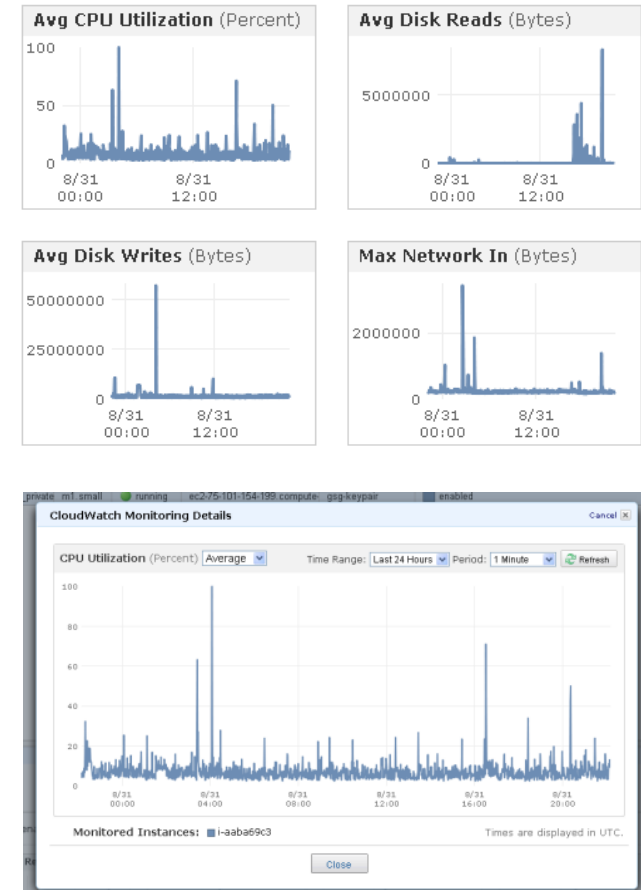 Avg CPU Utilization (Percent)
100
50
0
8/31 8/31
00:00 12:00
Avg Disk Reads (Bytes)
5000000
0
8/31 8/31
00:00 12:00
Avg Disk Writes (Bytes)
50000000
25000000
0
8/31 8/31
00:00 12:00
Max Network In (Bytes)
2000000
0
8/31 8/31
00:00 12:00
private m1.small running ec2-75-101-154-199.compute- gsg-keypair enabled
CloudWatch Monitoring Details Cancel
CPU Utilization (Percent) Average Time Range: Last 24 Hours Period: 1 Minute Refresh
100
80
60
40
20
0
8/31 8/31 8/31 8/31 8/31 8/31
00:00 04:00 08:00 12:00 16:00 20:00
Monitored Instances: i-aaba69c3 Times are displayed in UTC.
Close